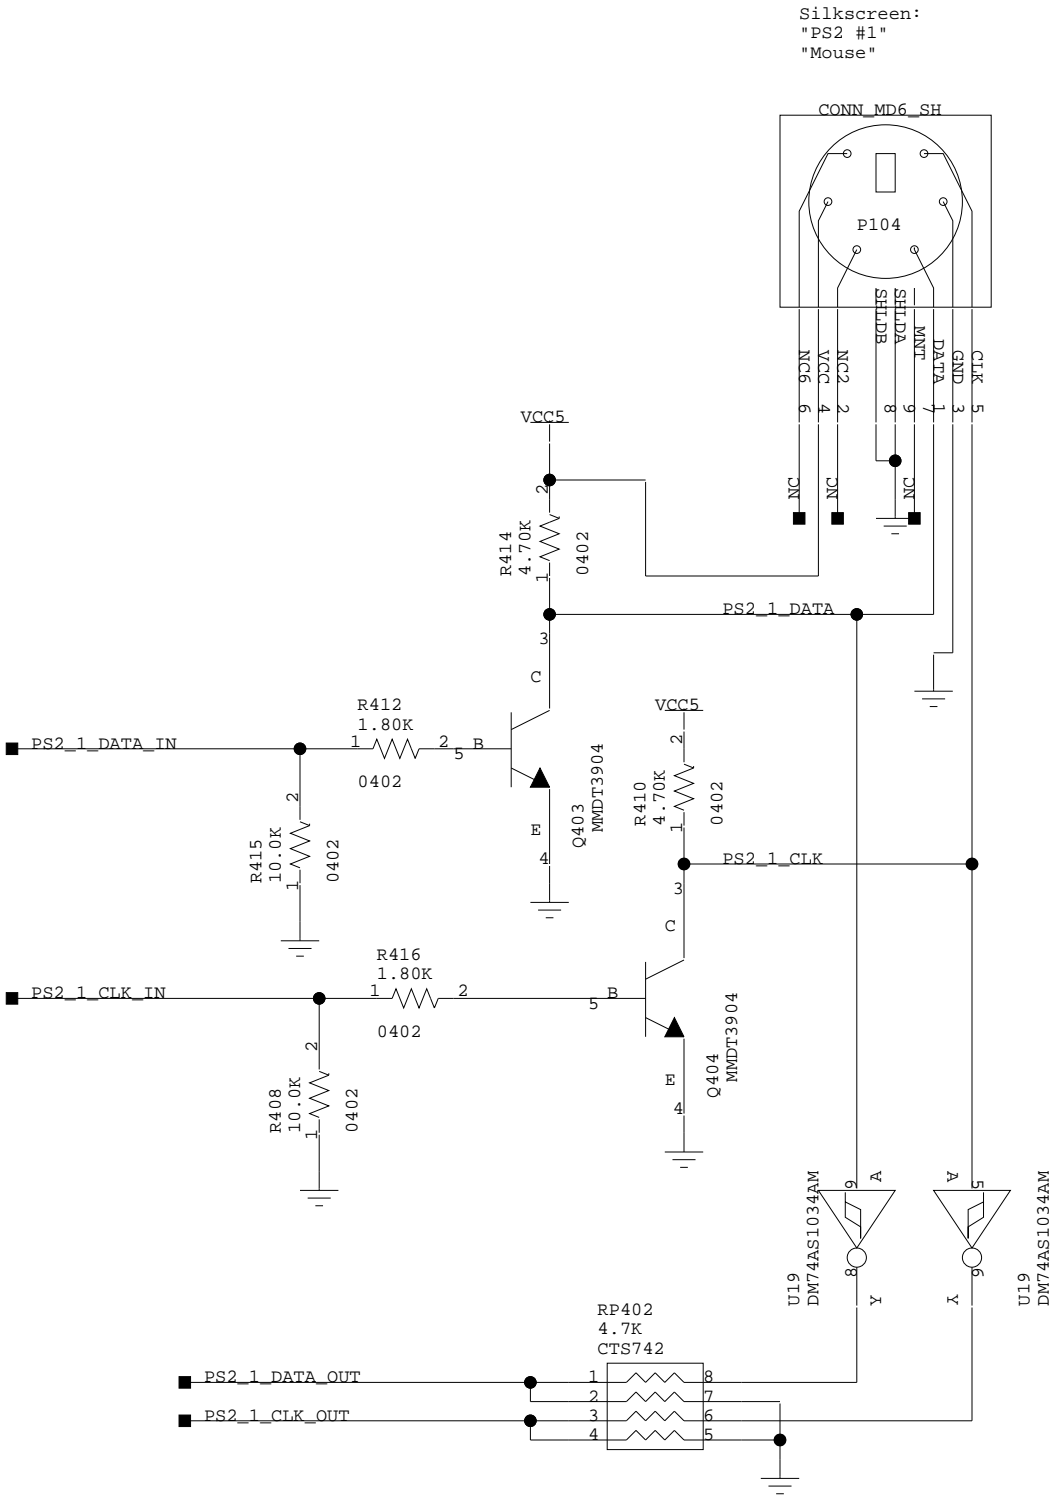 Silkscreen:
"PS2 #1"
"Mouse"
CONN_MD6_SH
P104
SHLDB
SHLDA
MNT
DATA
GND
CLK
NC6
VCC
NC2
6
4
2
8
9
7
1
3
5
NC
NC
NC
VCC5
2
R414
4.70K
0402
1
PS2_1_DATA
3
C
R412
1.80K
VCC5
PS2_1_DATA_IN
1
2
5
B
0402
2
R415
10.0K
0402
1
E
4
Q403
MMDT3904
2
R410
4.70K
0402
1
PS2_1_CLK
3
C
R416
1.80K
PS2_1_CLK_IN
1
2
5
B
0402
2
R408
10.0K
0402
1
E
4
Q404
MMDT3904
9
A
A
5
U19
DM74AS1034AM
U19
DM74AS1034AM
8
Y
Y
6
RP402
4.7K
CTS742
PS2_1_DATA_OUT
1
8
2
7
PS2_1_CLK_OUT
3
6
4
5